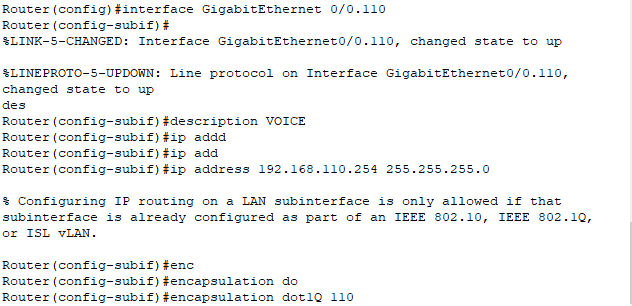 Router(config)#interface GigabitEthernet 0/0.110
Router(config-subif)#
%LINK-5-CHANGED: Interface GigabitEthernet0/0.110, changed state to up
%LINEPROTO-5-UPDOWN: Line protocol on Interface GigabitEthernet0/0.110,
changed state to up
des
Router(config-subif)#description VOICE
Router(config-subif)#ip addd
Router(config-subif)#ip add
Router(config-subif)#ip address 192.168.110.254 255.255.255.0
% Configuring IP routing on a LAN subinterface is only allowed if that
subinterface is already configured as part of an IEEE 802.10, IEEE 802.1Q,
or ISL vLAN.
Router(config-subif)#enc
Router(config-subif)#encapsulation do
Router(config-subif)#encapsulation dot1Q 110